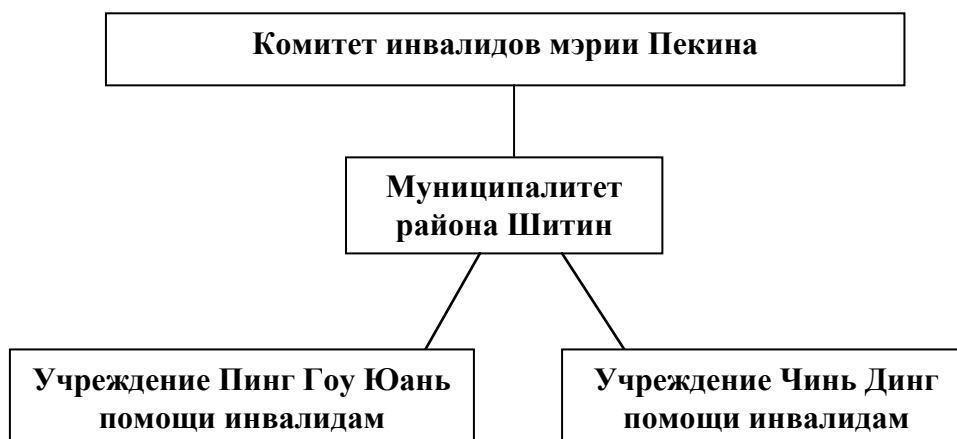 Комитет инвалидов мэрии Пекина
Муниципалитет
района Шитин
Учреждение Пинг Гоу Юань
помощи инвалидам
Учреждение Чинь Динг
помощи инвалидам